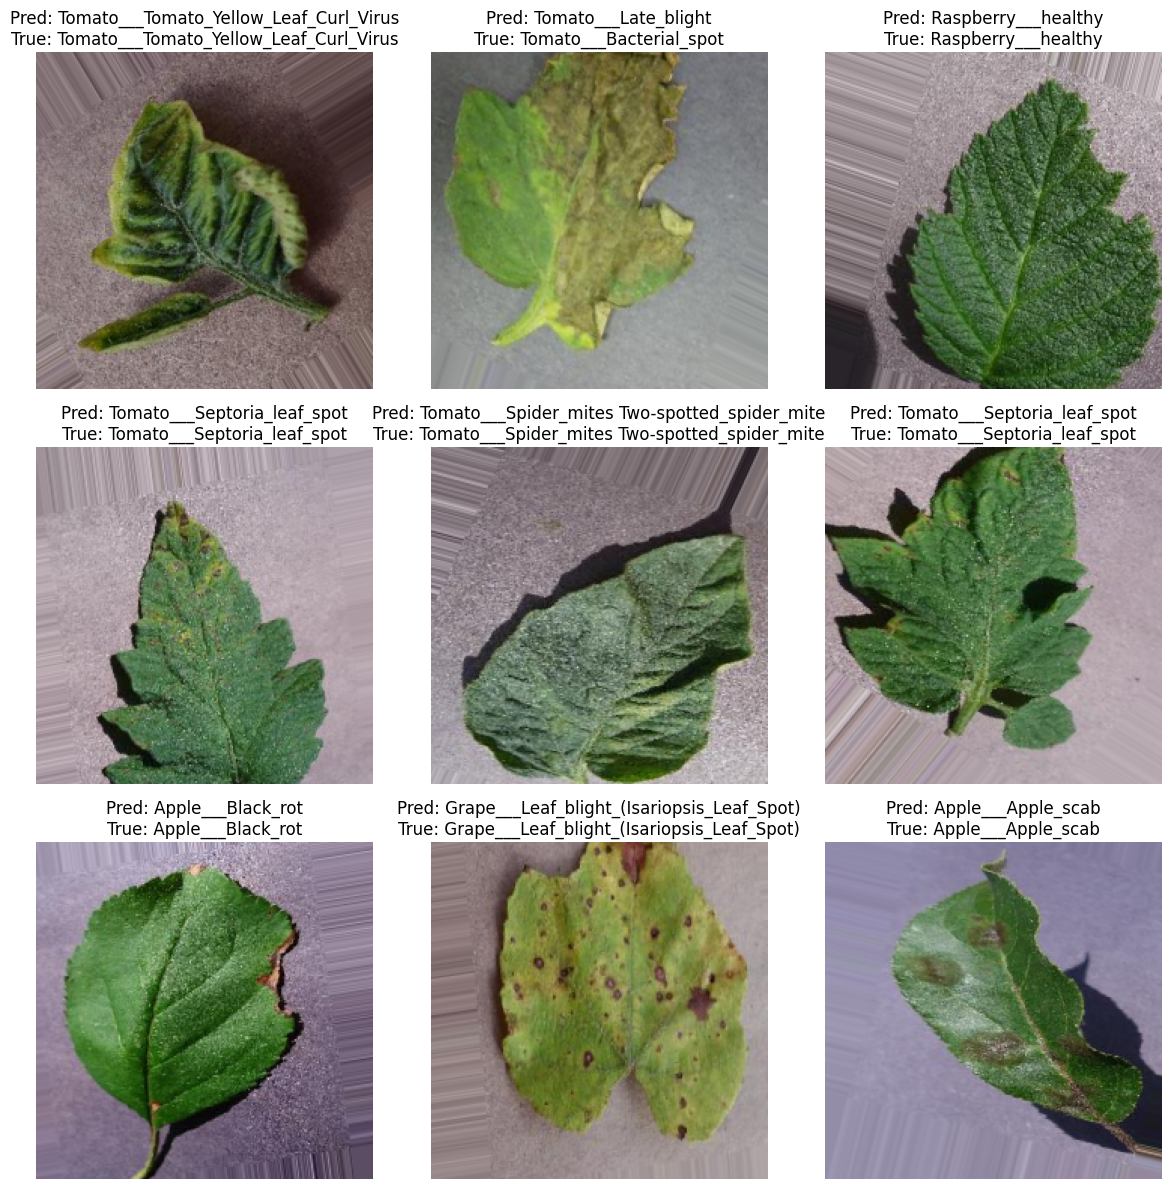 Pred: Tomato___Tomato_Yellow_Leaf_Curl_Virus
True: Tomato___Tomato_Yellow_Leaf_Curl_Virus
Pred: Tomato___Late_blight
True: Tomato___Bacterial_spot
Pred: Raspberry___healthy
True: Raspberry___healthy
Pred: Tomato___Septoria_leaf_spot
True: Tomato___Septoria_leaf_spot
Pred: Tomato___Spider_mites Two-spotted_spider_mite
True: Tomato___Spider_mites Two-spotted_spider_mite
Pred: Tomato___Septoria_leaf_spot
True: Tomato___Septoria_leaf_spot
Pred: Apple___Black_rot
True: Apple___Black_rot
Pred: Grape___Leaf_blight_(Isariopsis_Leaf_Spot)
True: Grape___Leaf_blight_(Isariopsis_Leaf_Spot)
Pred: Apple___Apple_scab
True: Apple___Apple_scab